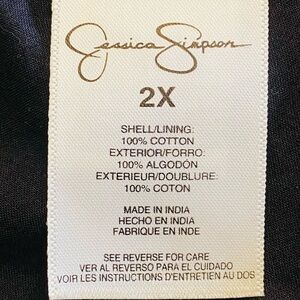 Jessica Simpson
2X
SHELL/LINING:
100% COTTON
EXTERIOR/FORRO:
100% ALGODÓN
EXTERIEUR/DOUBLURE:
100% COTON
MADE IN INDIA
HECHO EN INDIA
FABRIQUE EN INDE
SEE REVERSE FOR CARE
VER AL REVERSO PARA EL CUIDADO
VOIR LES INSTRUCTIONS D'ENTRETIEN AU DOS